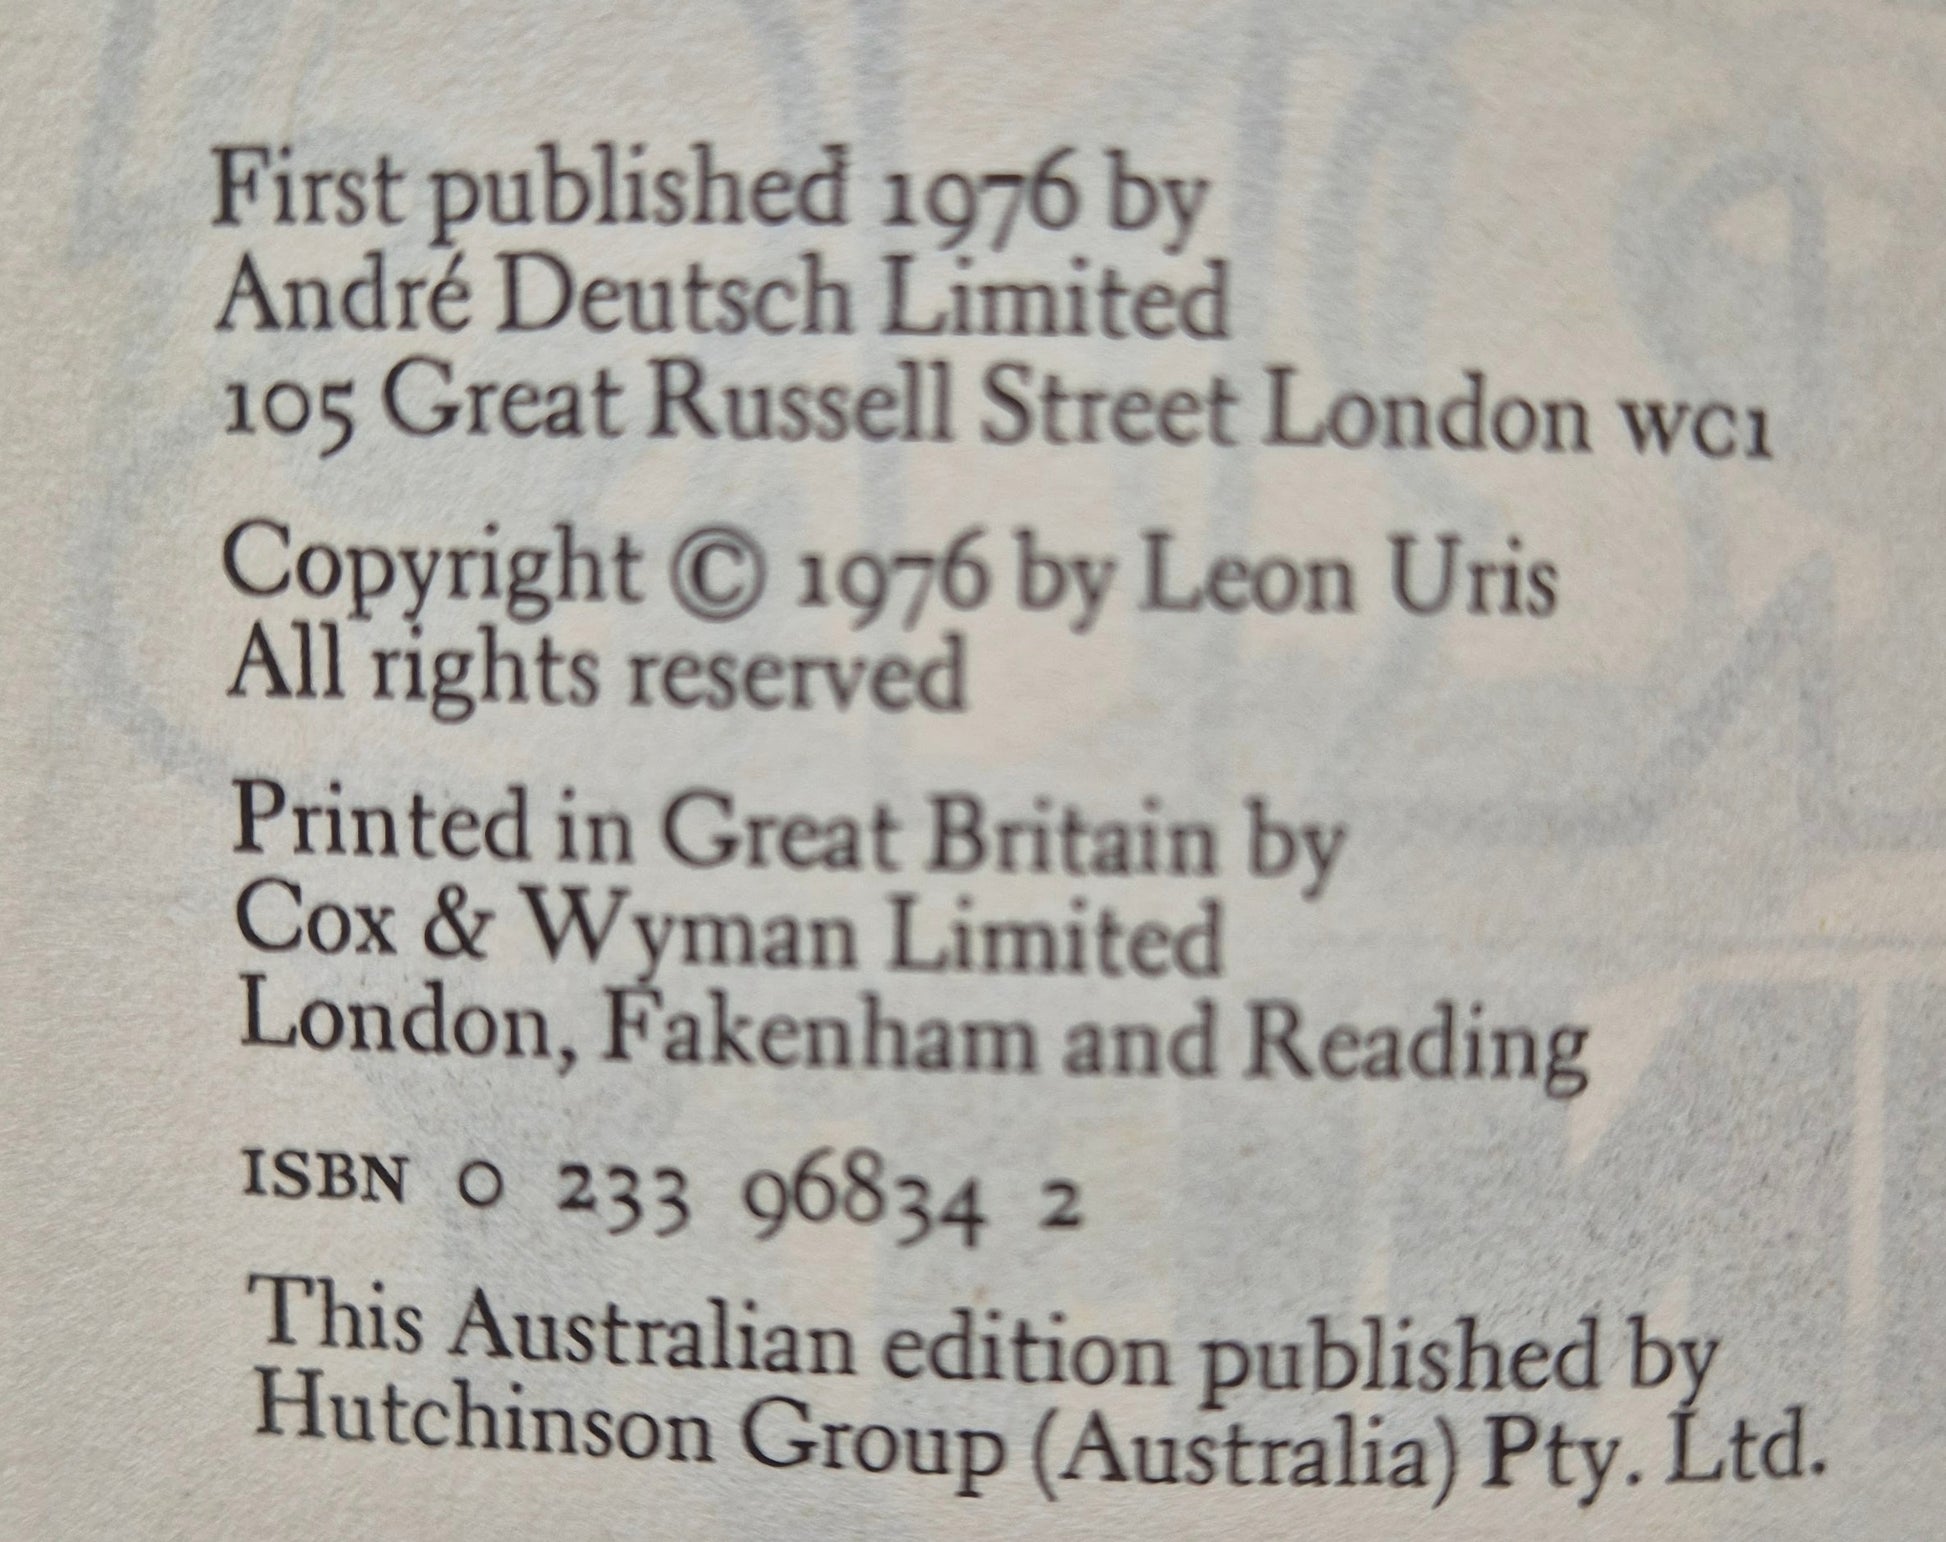 First published 1976 by
André Deutsch Limited
105 Great Russell Street London WC1
Copyright © 1976 by Leon Uris
All rights reserved
Printed in Great Britain by
Cox & Wyman Limited
London, Fakenham and Reading
ISBN 0 233 96834 2
This Australian edition published by
Hutchinson Group (Australia) Pty. Ltd.